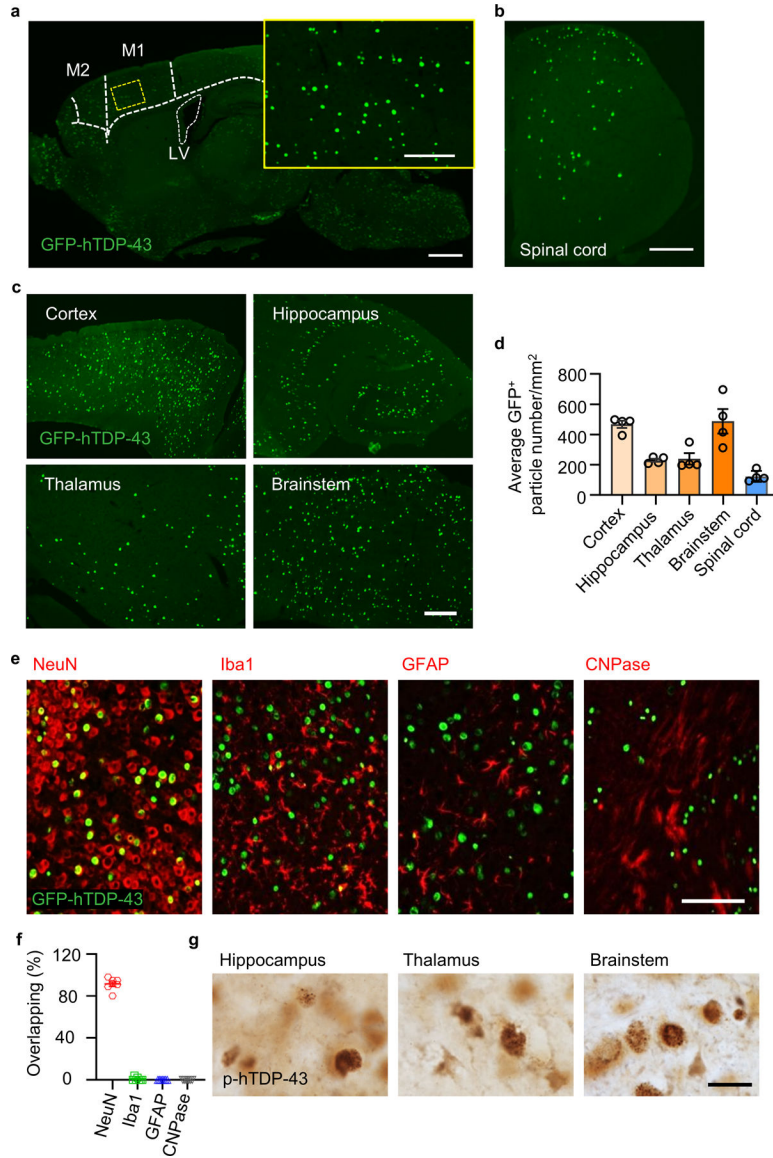 a
M1
M2
LV
GFP-hTDP-43
b
Spinal cord
c
Cortex
GFP-hTDP-43
Hippocampus
Thalamus
Brainstem
d
Average GFP⁺
particle number/mm²
800
600
400
200
0
Cortex
Hippocampus
Thalamus
Brainstem
Spinal cord
e
NeuN
Iba1
GFAP
CNPase
GFP-hTDP-43
f
Overlapping (%)
120
80
40
0
NeuN
Iba1
GFAP
CNPase
g
Hippocampus
Thalamus
Brainstem
p-hTDP-43